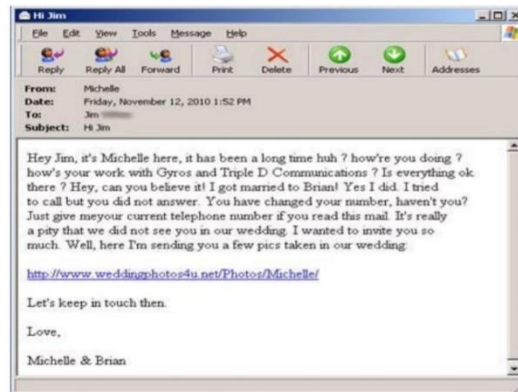 Hi Jim
File Edit View Tools Message Help
Reply Reply All Forward Print Delete Previous Next Addresses
From: Michelle
Date: Friday, November 12, 2010 1:52 PM
To: Jim
Subject: Hi Jim
Hey Jim, it's Michelle here, it has been a long time huh ? how're you doing ?
how's your work with Gyros and Triple D Communications ? Is everything ok
there ? Hey, can you believe it! I got married to Brian! Yes I did. I tried
to call but you did not answer. You have changed your number, haven't you?
Just give meyour current telephone number if you read this mail. It's really
a pity that we did not see you in our wedding. I wanted to invite you so
much. Well, here I'm sending you a few pics taken in our wedding:
http://www.weddingphotos4u.net/Photos/Michelle/
Let's keep in touch then.
Love,
Michelle & Brian